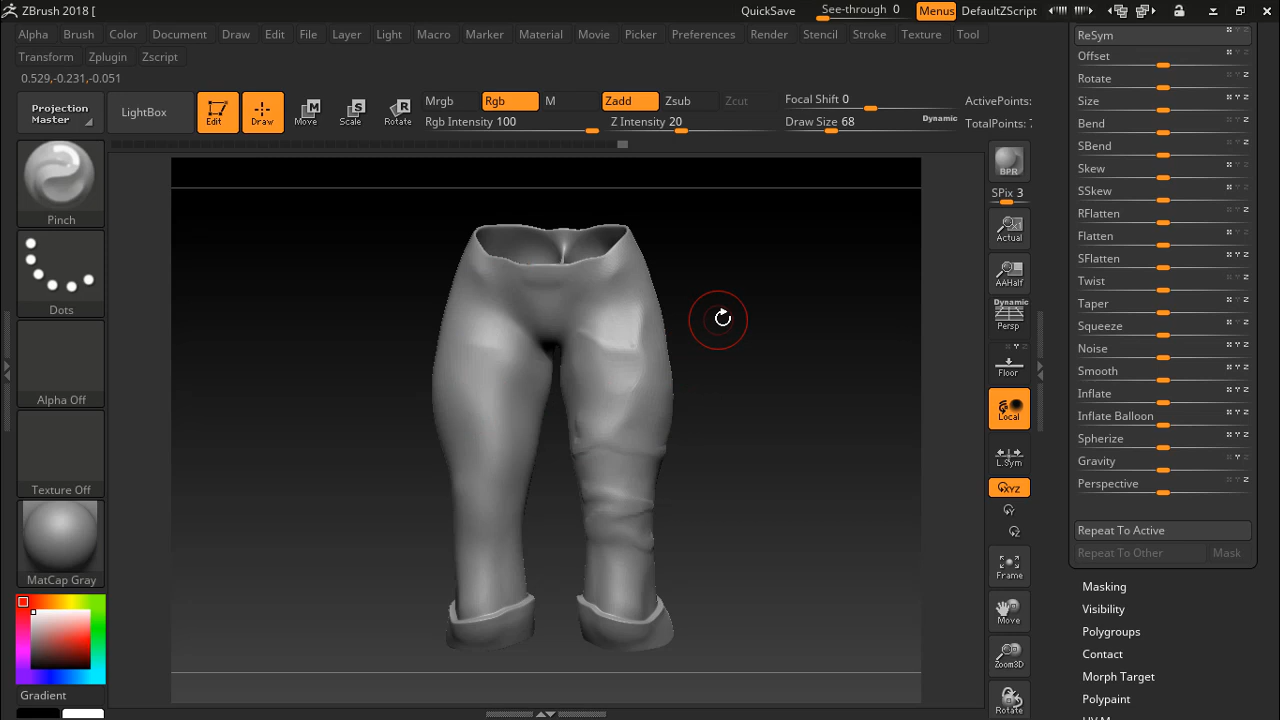 ZBrush 2018 [
QuickSave
See-through 0
Menus
DefaultZScript
Alpha Brush Color Document Draw Edit File Layer Light Macro Marker Material Movie Picker Preferences Render Stencil Stroke Texture Tool
Transform Zplugin Zscript
0.529,-0.231,-0.051
Projection Master
LightBox
Edit
Draw
Move
Scale
Rotate
Mrgb Rgb M
Rgb Intensity 100
Zadd Zsub Zcut
Z Intensity 20
Focal Shift 0
Draw Size 68
Dynamic
ActivePoints:
TotalPoints: 7
Pinch
Dots
Alpha Off
Texture Off
MatCap Gray
Gradient
BPR
SPix 3
Actual
AAHalf
Dynamic
Persp
Floor
Local
L.Sym
XYZ
Y
Z
Frame
Move
Zoom3D
Rotate
ReSym
Offset
Rotate
Size
Bend
SBend
Skew
SSkew
RFlatten
Flatten
SFlatten
Twist
Taper
Squeeze
Noise
Smooth
Inflate
Inflate Balloon
Spherize
Gravity
Perspective
Repeat To Active
Repeat To Other Mask
Masking
Visibility
Polygroups
Contact
Morph Target
Polypaint